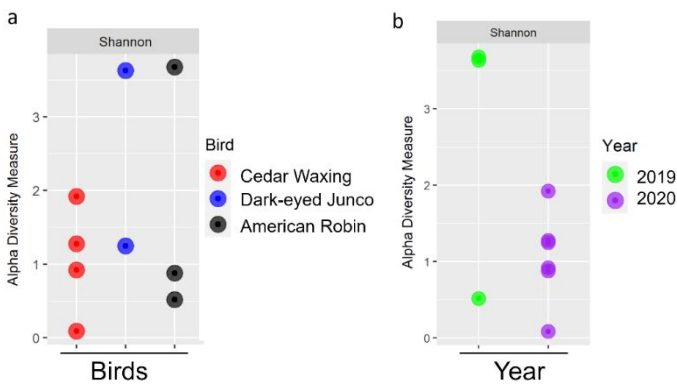 a
Shannon
Alpha Diversity Measure
3
2
1
0
Birds
Bird
Cedar Waxing
Dark-eyed Junco
American Robin
b
Shannon
Alpha Diversity Measure
3
2
1
0
Year
Year
2019
2020